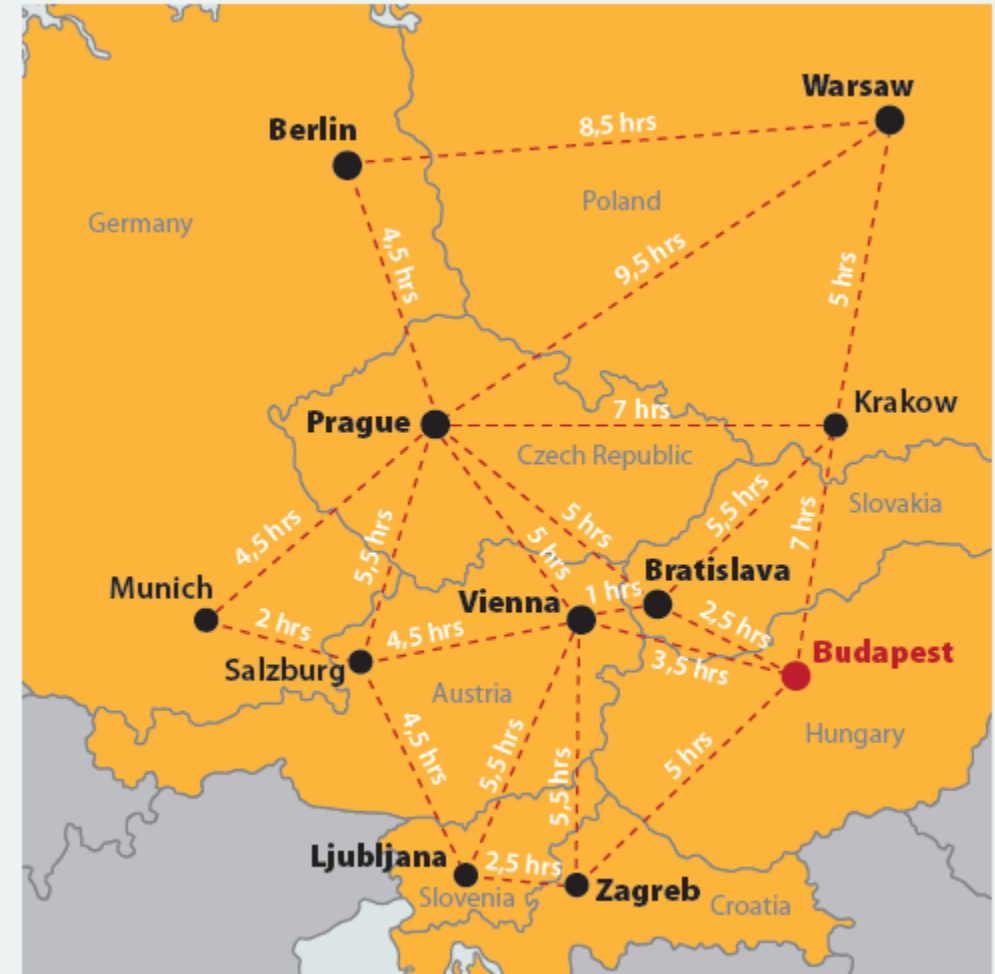 Warsaw
Berlin
8,5 hrs
Poland
Germany
4,5 hrs
9,5 hrs
5 hrs
Krakow
Prague
7 hrs
Czech Republic
Slovakia
4,5 hrs
5,5 hrs
5 hrs
5 hrs
5,5 hrs
7 hrs
Munich
Bratislava
Vienna
1 hrs
2 hrs
4,5 hrs
2,5 hrs
Salzburg
3,5 hrs
Budapest
Austria
Hungary
4,5 hrs
5,5 hrs
5,5 hrs
5 hrs
Ljubljana
2,5 hrs
Zagreb
Slovenia
Croatia